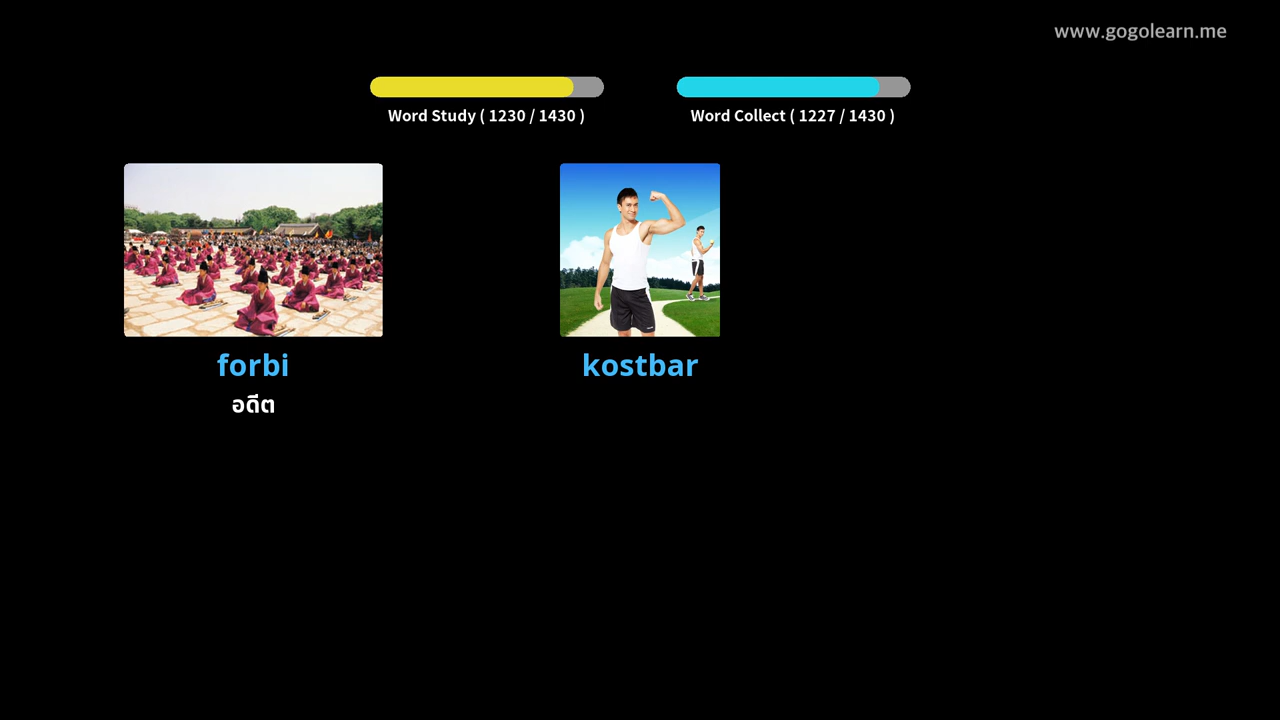 www.gogolearn.me
Word Study ( 1230 / 1430 )
Word Collect ( 1227 / 1430 )
forbi
kostbar
อดีต